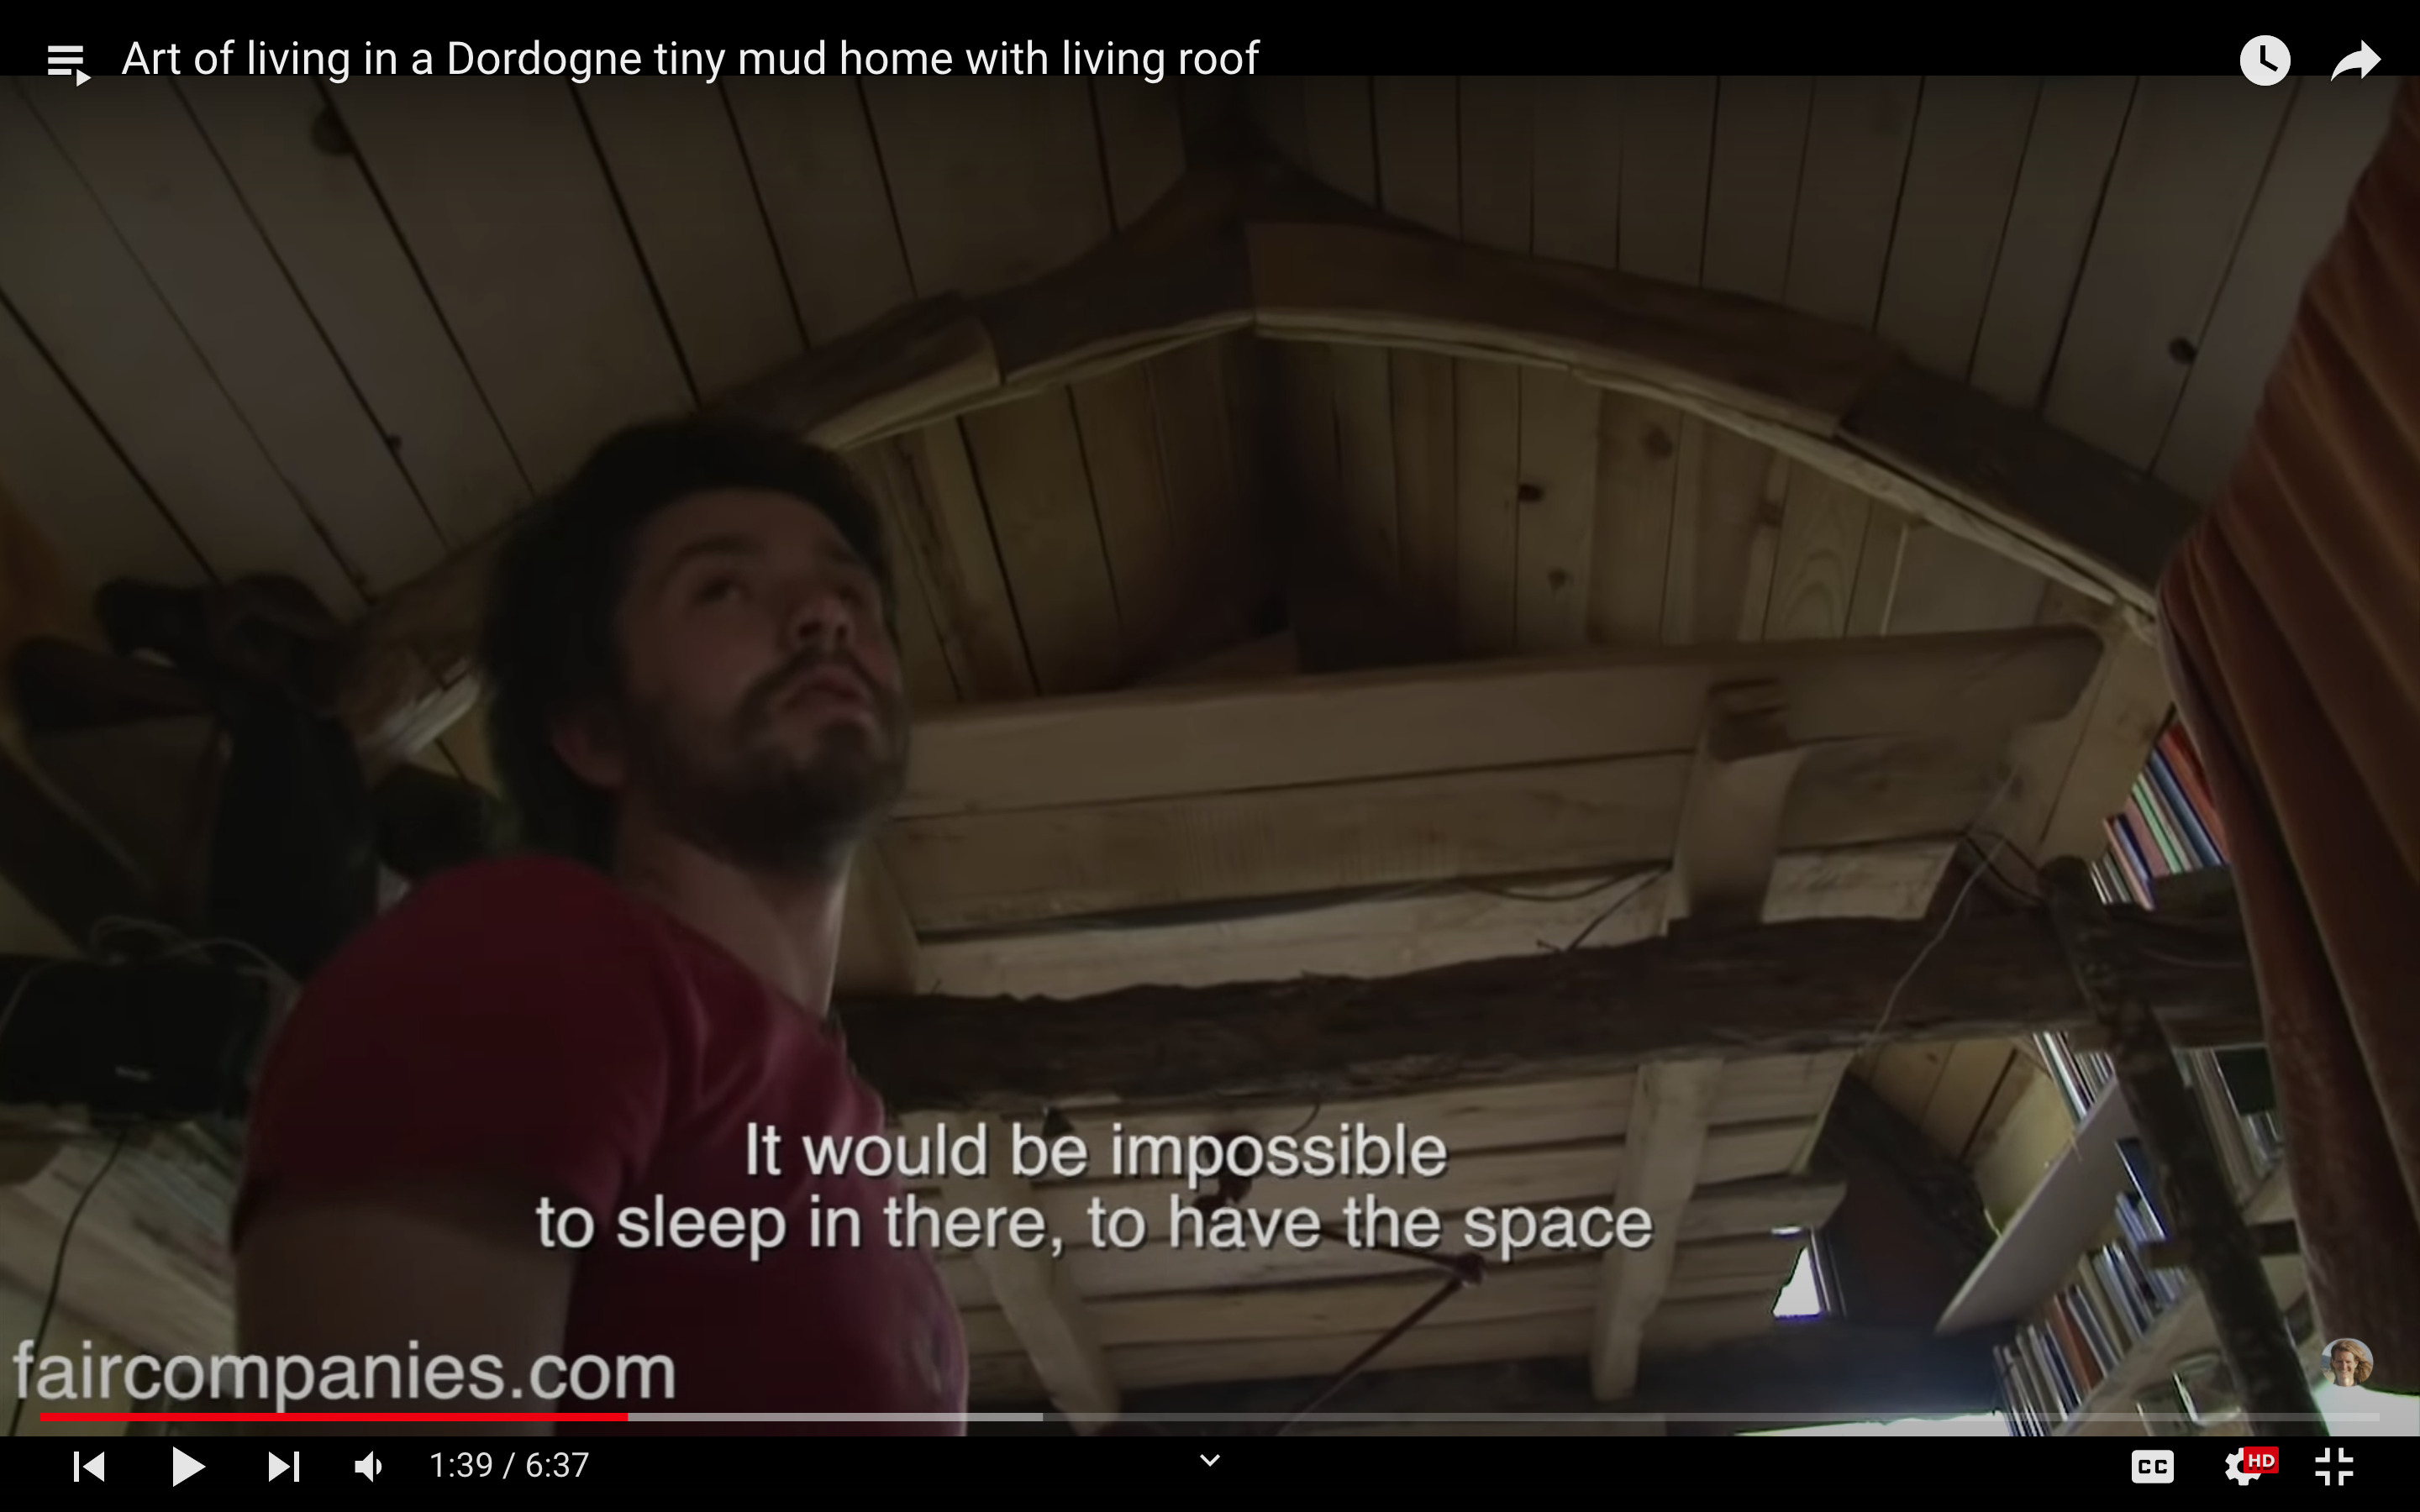 Art of living in a Dordogne tiny mud home with living roof
It would be impossible
to sleep in there, to have the space
faircompanies.com
1:39 / 6:37
CC
HD